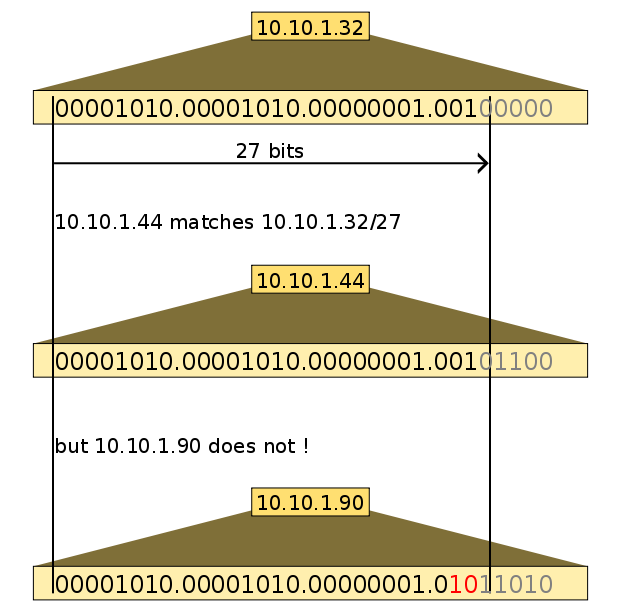 10.10.1.32
00001010.00001010.00000001.00100000
27 bits
10.10.1.44 matches 10.10.1.32/27
10.10.1.44
00001010.00001010.00000001.00101100
but 10.10.1.90 does not !
10.10.1.90
00001010.00001010.00000001.01011010